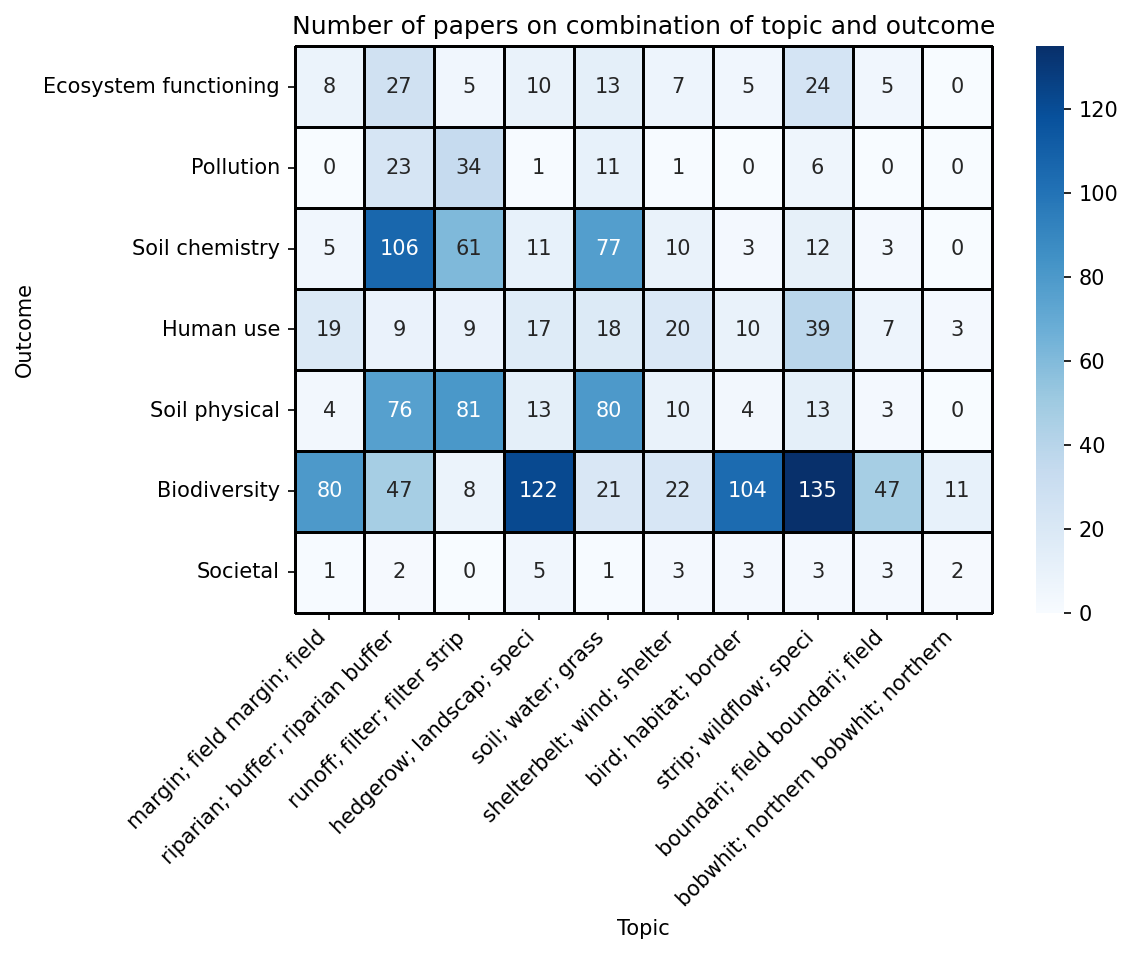 Number of papers on combination of topic and outcome
Ecosystem functioning 8 27 5 10 13 7 5 24 5 0
Pollution 0 23 34 1 11 1 0 6 0 0
Soil chemistry 5 106 61 11 77 10 3 12 3 0
Human use 19 9 9 17 18 20 10 39 7 3
Soil physical 4 76 81 13 80 10 4 13 3 0
Biodiversity 80 47 8 122 21 22 104 135 47 11
Societal 1 2 0 5 1 3 3 3 3 2
Outcome
margin; field margin; field
riparian; buffer; riparian buffer
runoff; filter; filter strip
hedgerow; landscap; speci
soil; water; grass
shelterbelt; wind; shelter
bird; habitat; border
strip; wildflow; speci
boundari; field boundari; field
bobwhit; northern bobwhit; northern
Topic
120
100
80
60
40
20
0